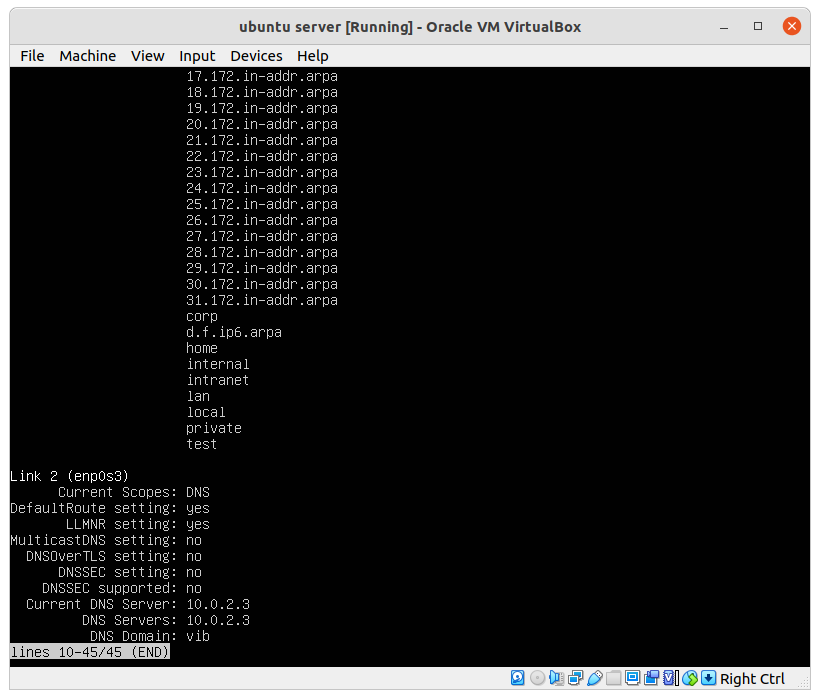 ubuntu server [Running] - Oracle VM VirtualBox
File Machine View Input Devices Help
17.172.in-addr.arpa
18.172.in-addr.arpa
19.172.in-addr.arpa
20.172.in-addr.arpa
21.172.in-addr.arpa
22.172.in-addr.arpa
23.172.in-addr.arpa
24.172.in-addr.arpa
25.172.in-addr.arpa
26.172.in-addr.arpa
27.172.in-addr.arpa
28.172.in-addr.arpa
29.172.in-addr.arpa
30.172.in-addr.arpa
31.172.in-addr.arpa
corp
d.f.ip6.arpa
home
internal
intranet
lan
local
private
test
Link 2 (enp0s3)
Current Scopes: DNS
DefaultRoute setting: yes
LLMNR setting: yes
MulticastDNS setting: no
DNSOverTLS setting: no
DNSSEC setting: no
DNSSEC supported: no
Current DNS Server: 10.0.2.3
DNS Servers: 10.0.2.3
DNS Domain: vib
lines 10-45/45 (END)
Right Ctrl